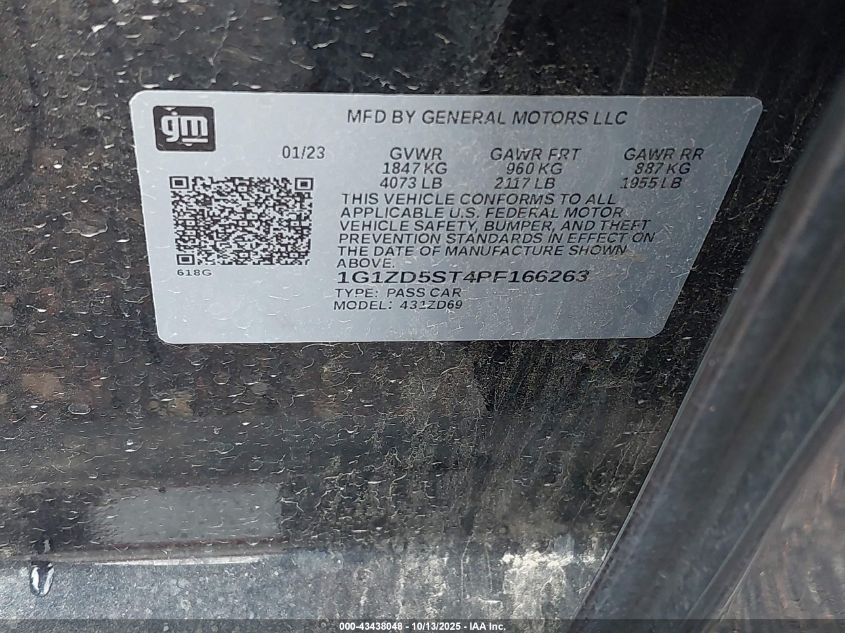 gm
MFD BY GENERAL MOTORS LLC
01/23 GVWR GAWR FRT GAWR RR
1847 KG 960 KG 887 KG
4073 LB 2117 LB 1955 LB
THIS VEHICLE CONFORMS TO ALL
APPLICABLE U.S. FEDERAL MOTOR
VEHICLE SAFETY, BUMPER, AND THEFT
PREVENTION STANDARDS IN EFFECT ON
THE DATE OF MANUFACTURE SHOWN
ABOVE.
618G
1G1ZD5ST4PF166263
TYPE: PASS CAR
MODEL: 431ZD69
000-43438048 - 10/13/2025 - IAA Inc.